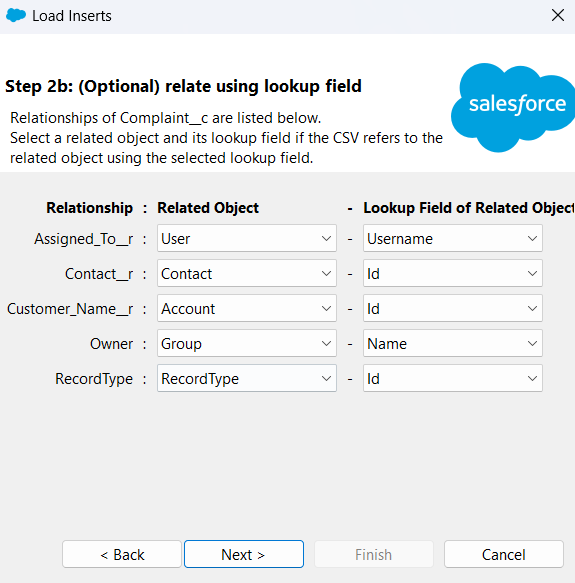 Load Inserts
Step 2b: (Optional) relate using lookup field
Relationships of Complaint__c are listed below.
Select a related object and its lookup field if the CSV refers to the
related object using the selected lookup field.
salesforce
Relationship : Related Object - Lookup Field of Related Object
Assigned_To__r : User - Username
Contact__r : Contact - Id
Customer_Name__r : Account - Id
Owner : Group - Name
RecordType : RecordType - Id
< Back Next > Finish Cancel